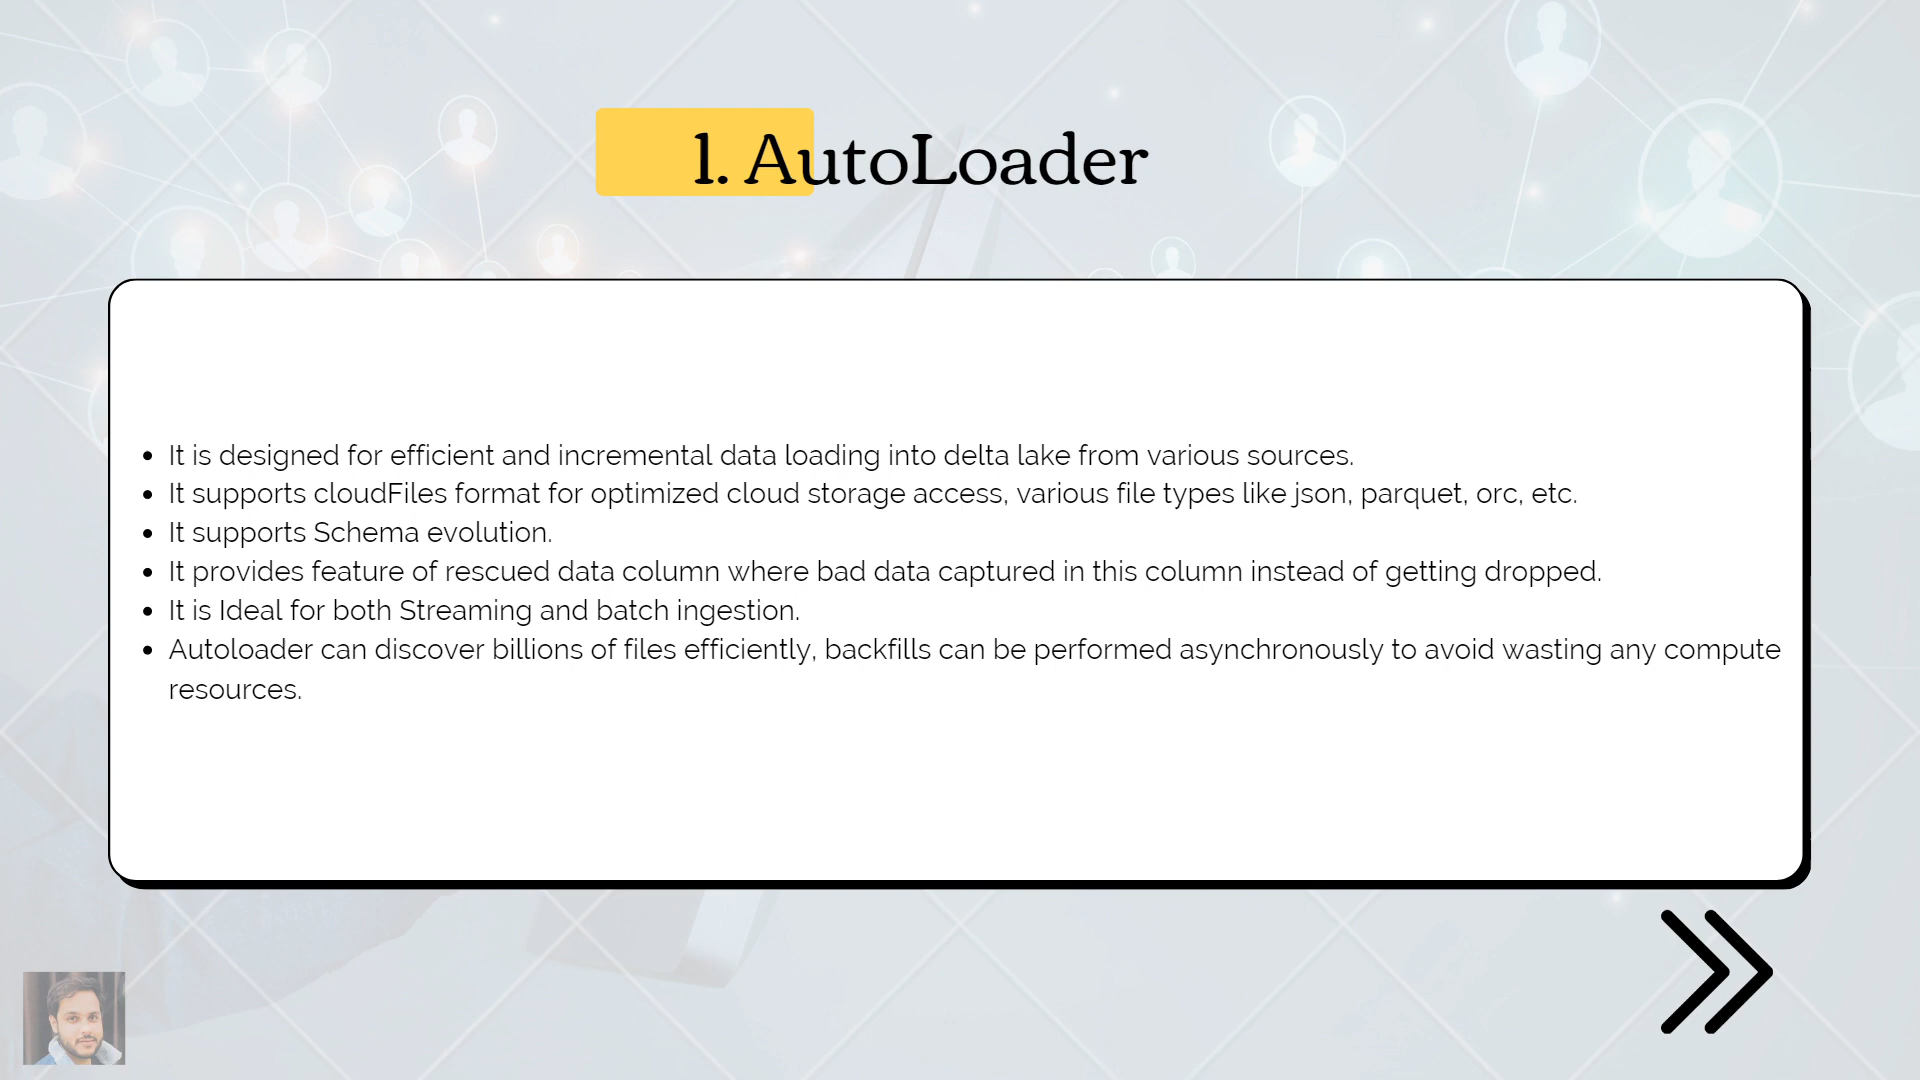 1. AutoLoader
• It is designed for efficient and incremental data loading into delta lake from various sources.
• It supports cloudFiles format for optimized cloud storage access, various file types like json, parquet, orc, etc.
• It supports Schema evolution.
• It provides feature of rescued data column where bad data captured in this column instead of getting dropped.
• It is Ideal for both Streaming and batch ingestion.
• Autoloader can discover billions of files efficiently, backfills can be performed asynchronously to avoid wasting any compute
resources.